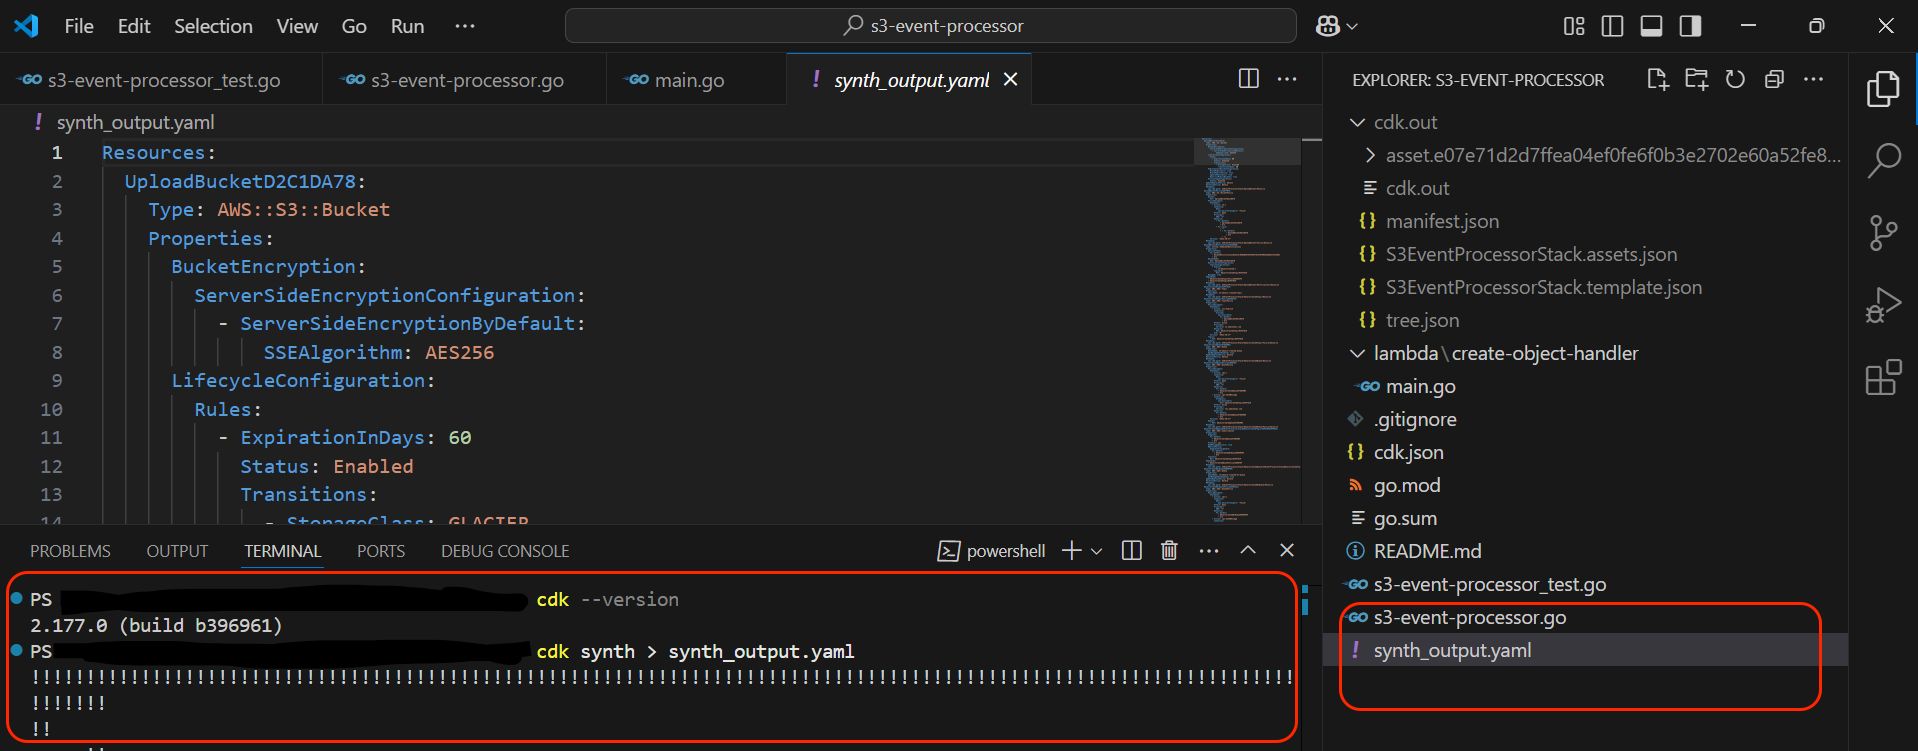 File Edit Selection View Go Run ···
s3-event-processor
s3-event-processor_test.go
s3-event-processor.go
main.go
! synth_output.yaml
! synth_output.yaml
1 Resources:
2 UploadBucketD2C1DA78:
3 Type: AWS::S3::Bucket
4 Properties:
5 BucketEncryption:
6 ServerSideEncryptionConfiguration:
7 - ServerSideEncryptionByDefault:
8 SSEAlgorithm: AES256
9 LifecycleConfiguration:
10 Rules:
11 - ExpirationInDays: 60
12 Status: Enabled
13 Transitions:
14 - StorageClass: GLACIER
PROBLEMS OUTPUT TERMINAL PORTS DEBUG CONSOLE
powershell
PS cdk --version
2.177.0 (build b396961)
PS cdk synth > synth_output.yaml
!!!!!!!!!!!!!!!!!!!!!!!!!!!!!!!!!!!!!!!!!!!!!!!!!!!!!!!!!!!!!!!!!!!!!!!!!!!!!!!!!!!!!!!!!!!!!!!!!!!!!!!!!!!!!!!!!!!
!!!!!!!
!!
EXPLORER: S3-EVENT-PROCESSOR
cdk.out
asset.e07e71d2d7ffea04ef0fe6f0b3e2702e60a52fe8...
cdk.out
{} manifest.json
{} S3EventProcessorStack.assets.json
{} S3EventProcessorStack.template.json
{} tree.json
lambda\create-object-handler
GO main.go
.gitignore
{} cdk.json
go.mod
go.sum
README.md
GO s3-event-processor_test.go
GO s3-event-processor.go
! synth_output.yaml